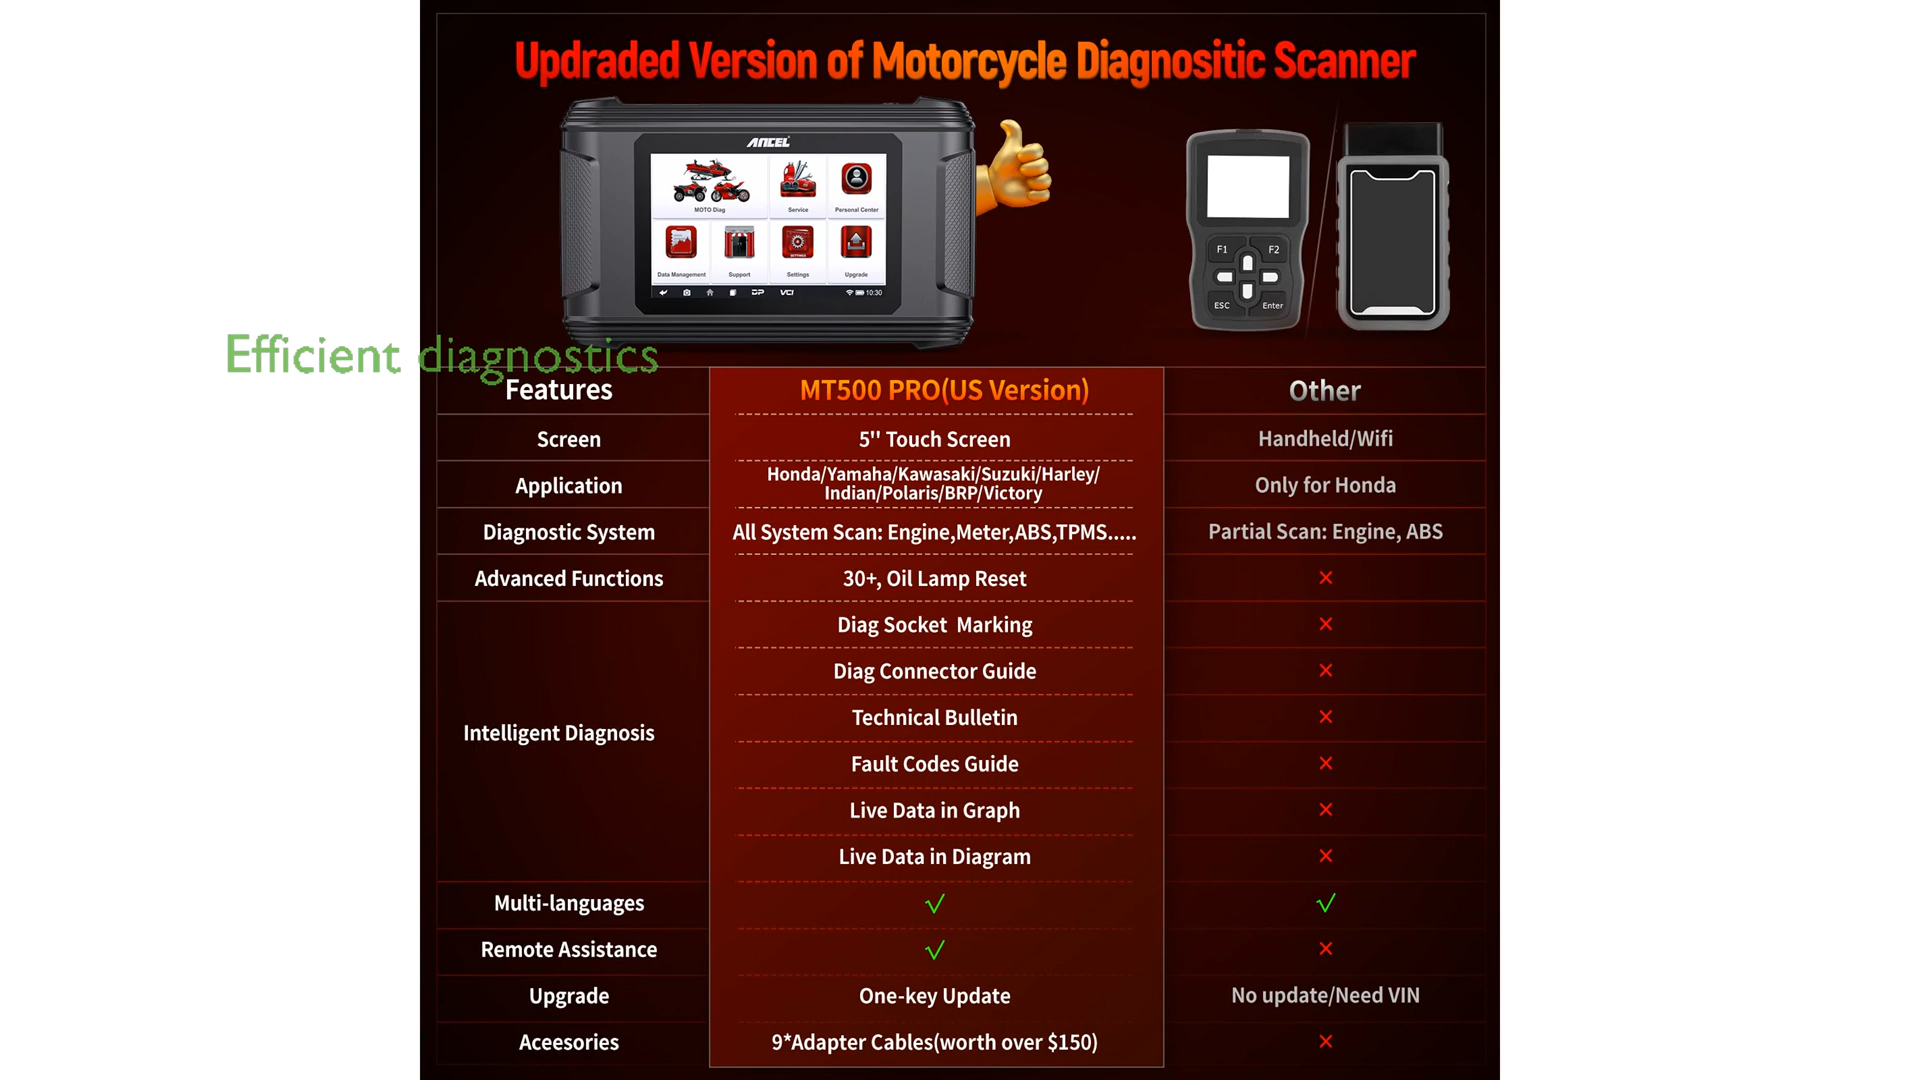 Updraded Version of Motorcycle Diagnositic Scanner
ANCEL
MOTO Diag
Service
Personal Center
Data Management
Support
Settings
Upgrade
DP
VCI
10:30
F1
F2
ESC
Enter
Efficient diagnostics
Features
MT500 PRO(US Version)
Other
Screen
5'' Touch Screen
Handheld/Wifi
Application
Honda/Yamaha/Kawasaki/Suzuki/Harley/
Indian/Polaris/BRP/Victory
Only for Honda
Diagnostic System
All System Scan: Engine,Meter,ABS,TPMS.....
Partial Scan: Engine, ABS
Advanced Functions
30+, Oil Lamp Reset
×
Intelligent Diagnosis
Diag Socket Marking
×
Diag Connector Guide
×
Technical Bulletin
×
Fault Codes Guide
×
Live Data in Graph
×
Live Data in Diagram
×
Multi-languages
√
√
Remote Assistance
√
×
Upgrade
One-key Update
No update/Need VIN
Aceesories
9*Adapter Cables(worth over $150)
×